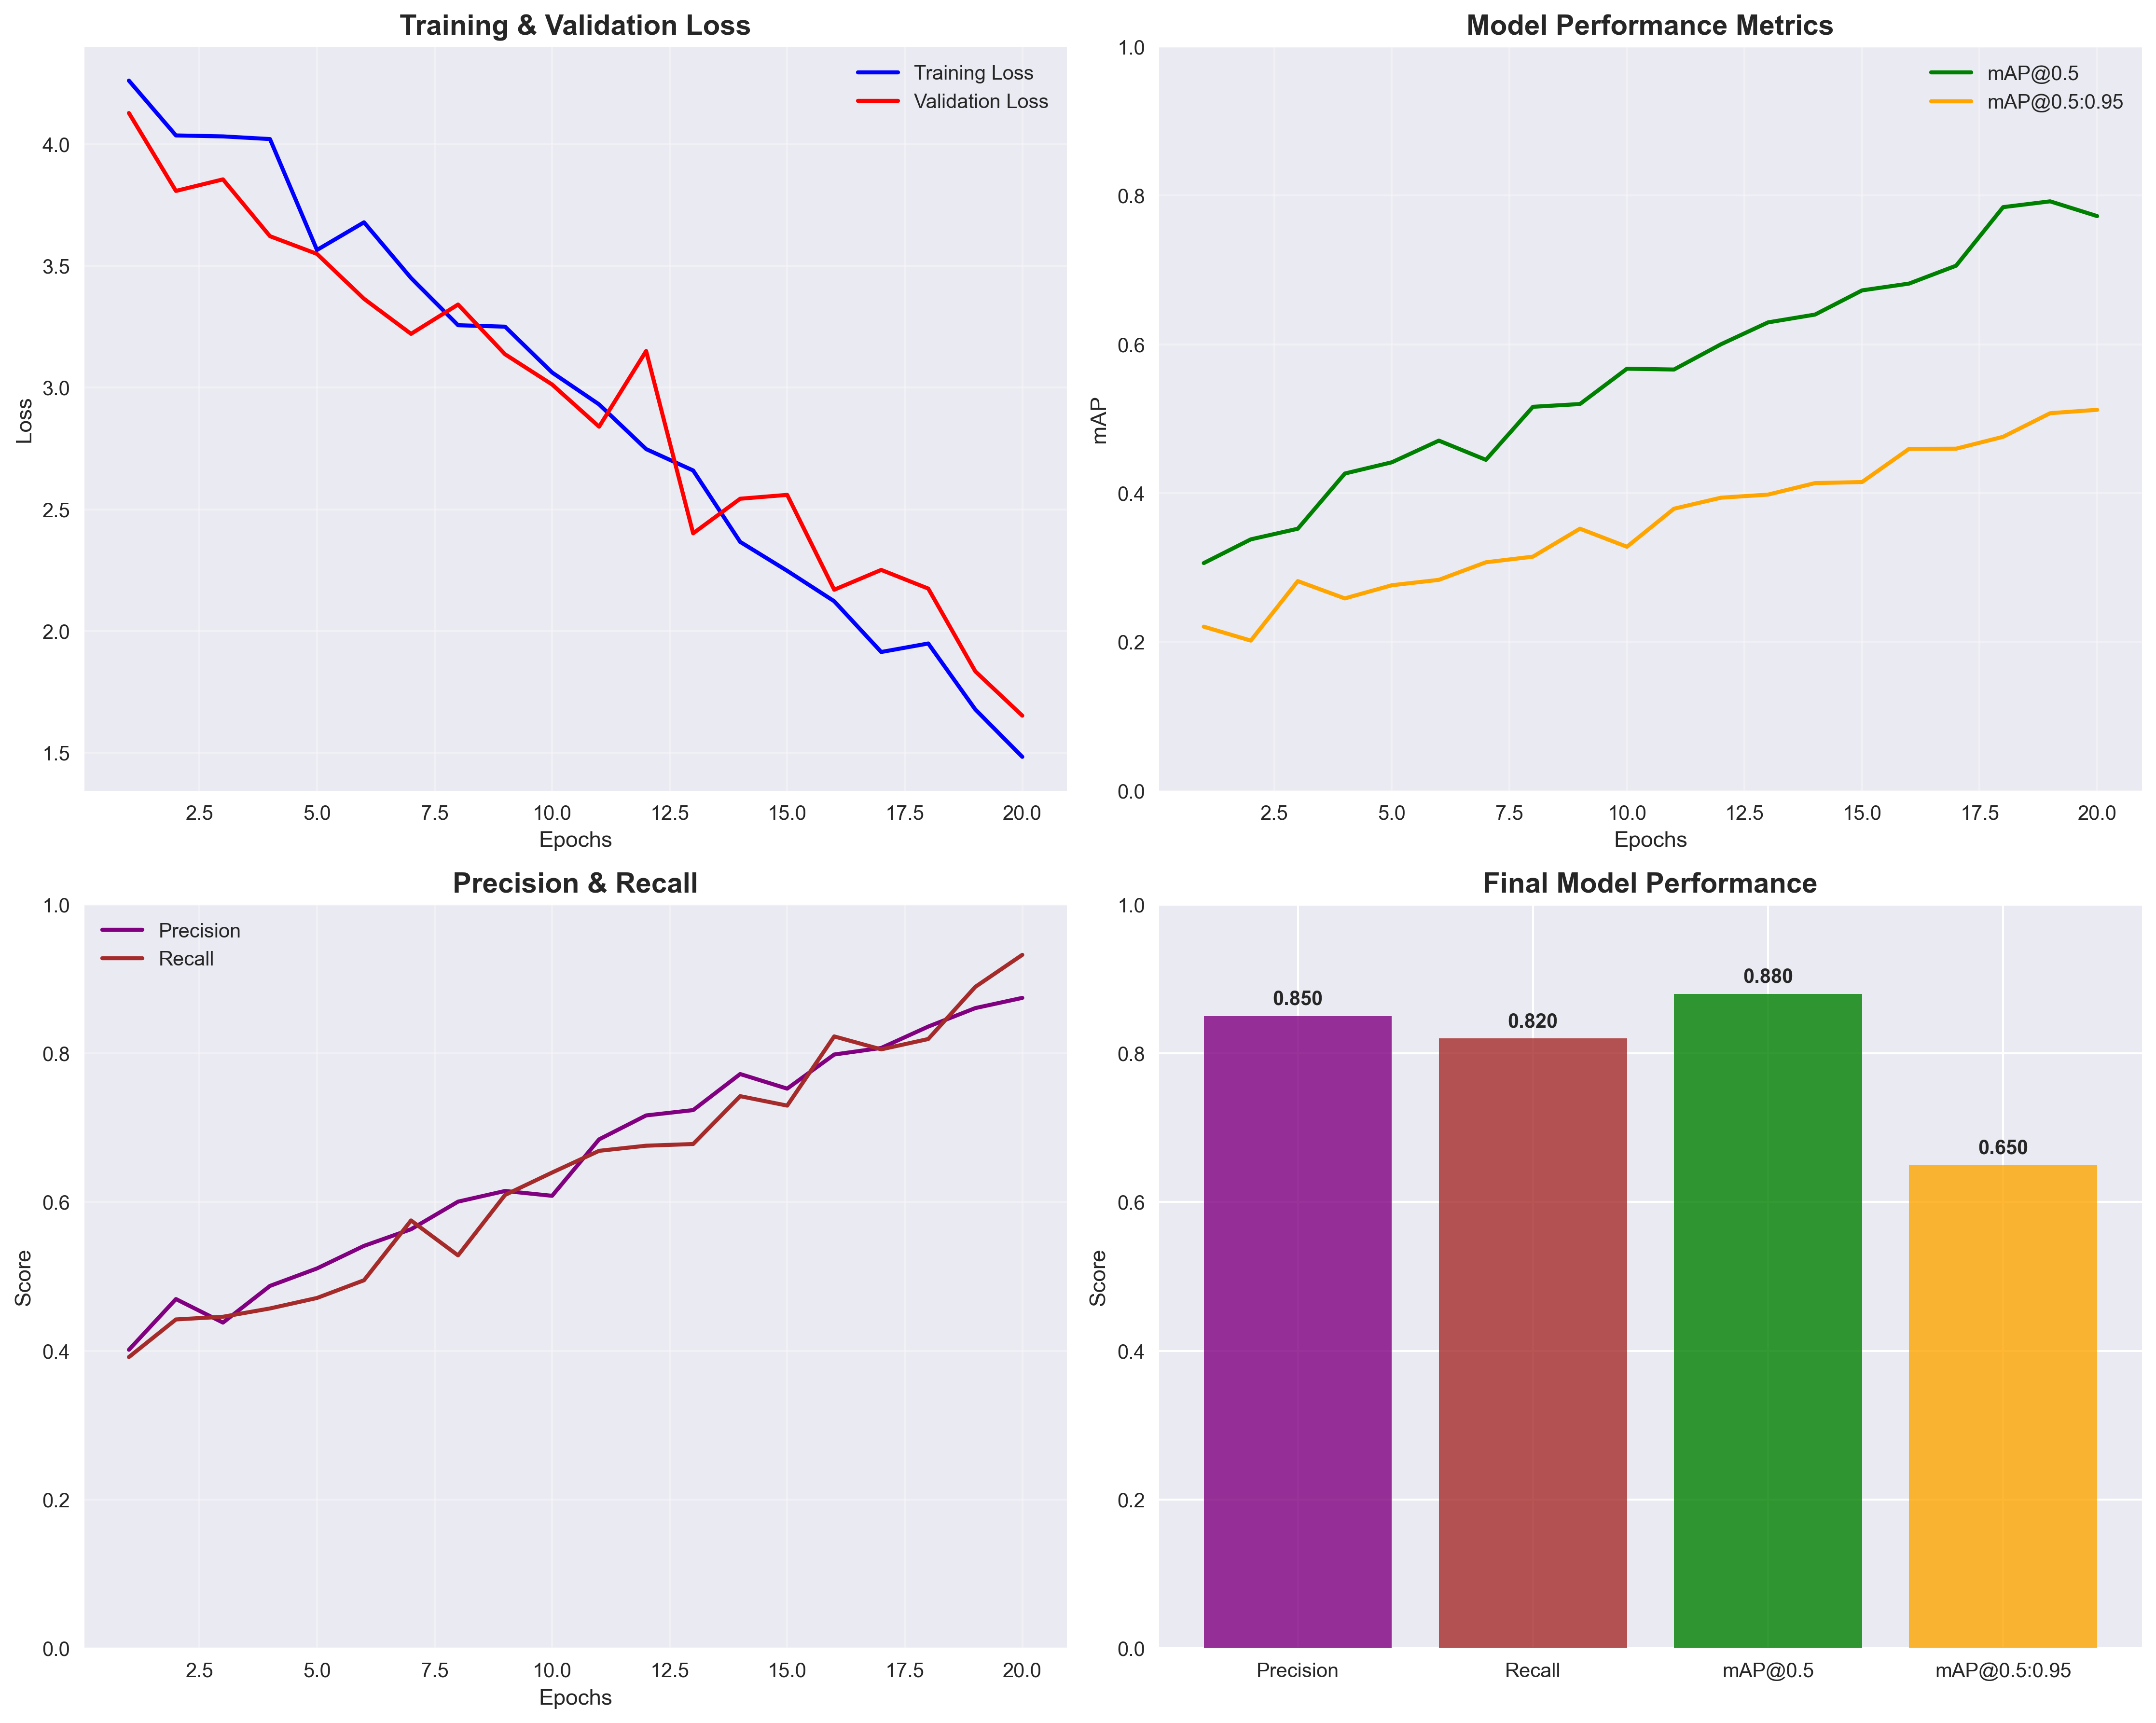 Training & Validation Loss
Training Loss
Validation Loss
4.0
3.5
3.0
2.5
2.0
1.5
Loss
2.5 5.0 7.5 10.0 12.5 15.0 17.5 20.0
Epochs
Model Performance Metrics
mAP@0.5
mAP@0.5:0.95
1.0
0.8
0.6
0.4
0.2
0.0
mAP
2.5 5.0 7.5 10.0 12.5 15.0 17.5 20.0
Epochs
Precision & Recall
Precision
Recall
1.0
0.8
0.6
0.4
0.2
0.0
Score
2.5 5.0 7.5 10.0 12.5 15.0 17.5 20.0
Epochs
Final Model Performance
1.0
0.8
0.6
0.4
0.2
0.0
Score
0.850
0.820
0.880
0.650
Precision Recall mAP@0.5 mAP@0.5:0.95